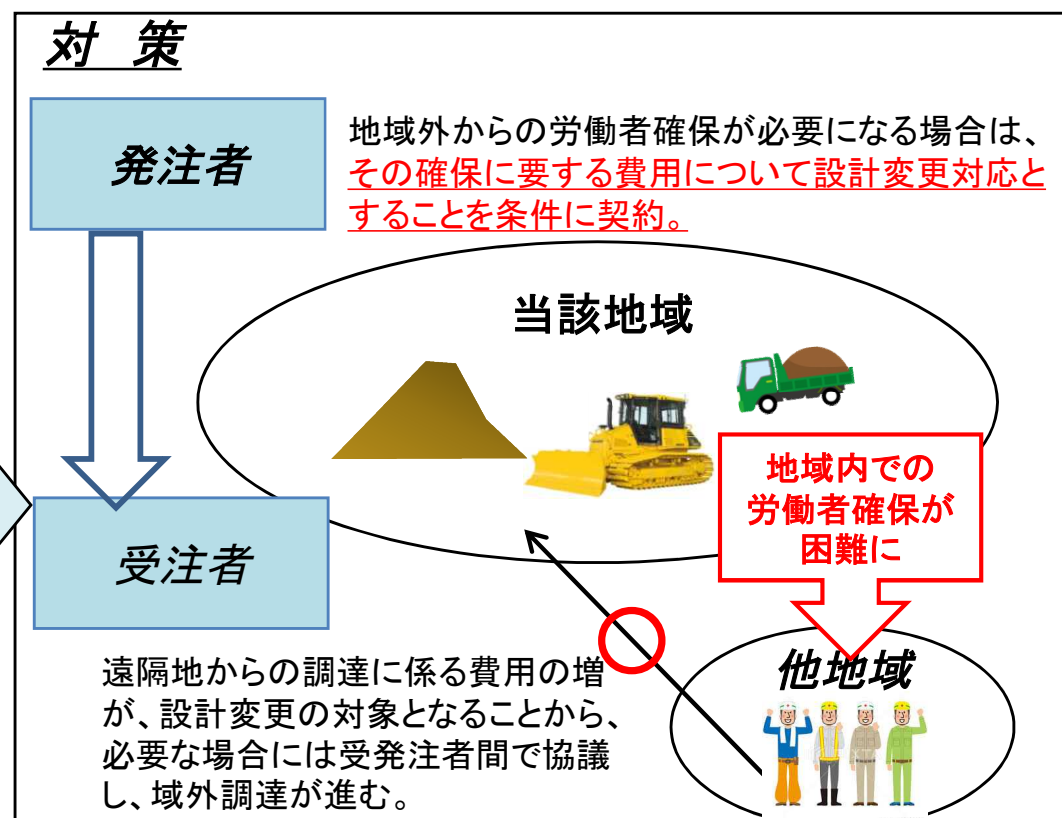 対　策
発注者
地域外からの労働者確保が必要になる場合は、
その確保に要する費用について設計変更対応と
することを条件に契約。
当該地域
地域内での
労働者確保が
困難に
受注者
他地域
遠隔地からの調達に係る費用の増
が、設計変更の対象となることから、
必要な場合には受発注者間で協議
し、域外調達が進む。